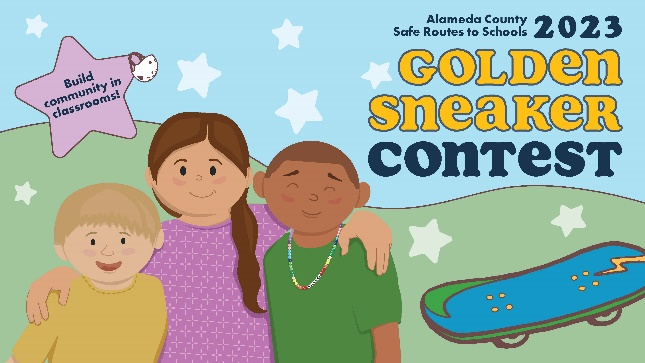 Alameda County
Safe Routes to Schools 2023
GOLDEN
SNEAKER
CONTEST
Build
community in
classrooms!